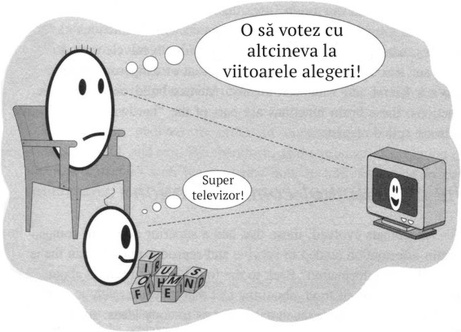 O să votez cu
altcineva la
viitoarele alegeri!
Super
televizor!